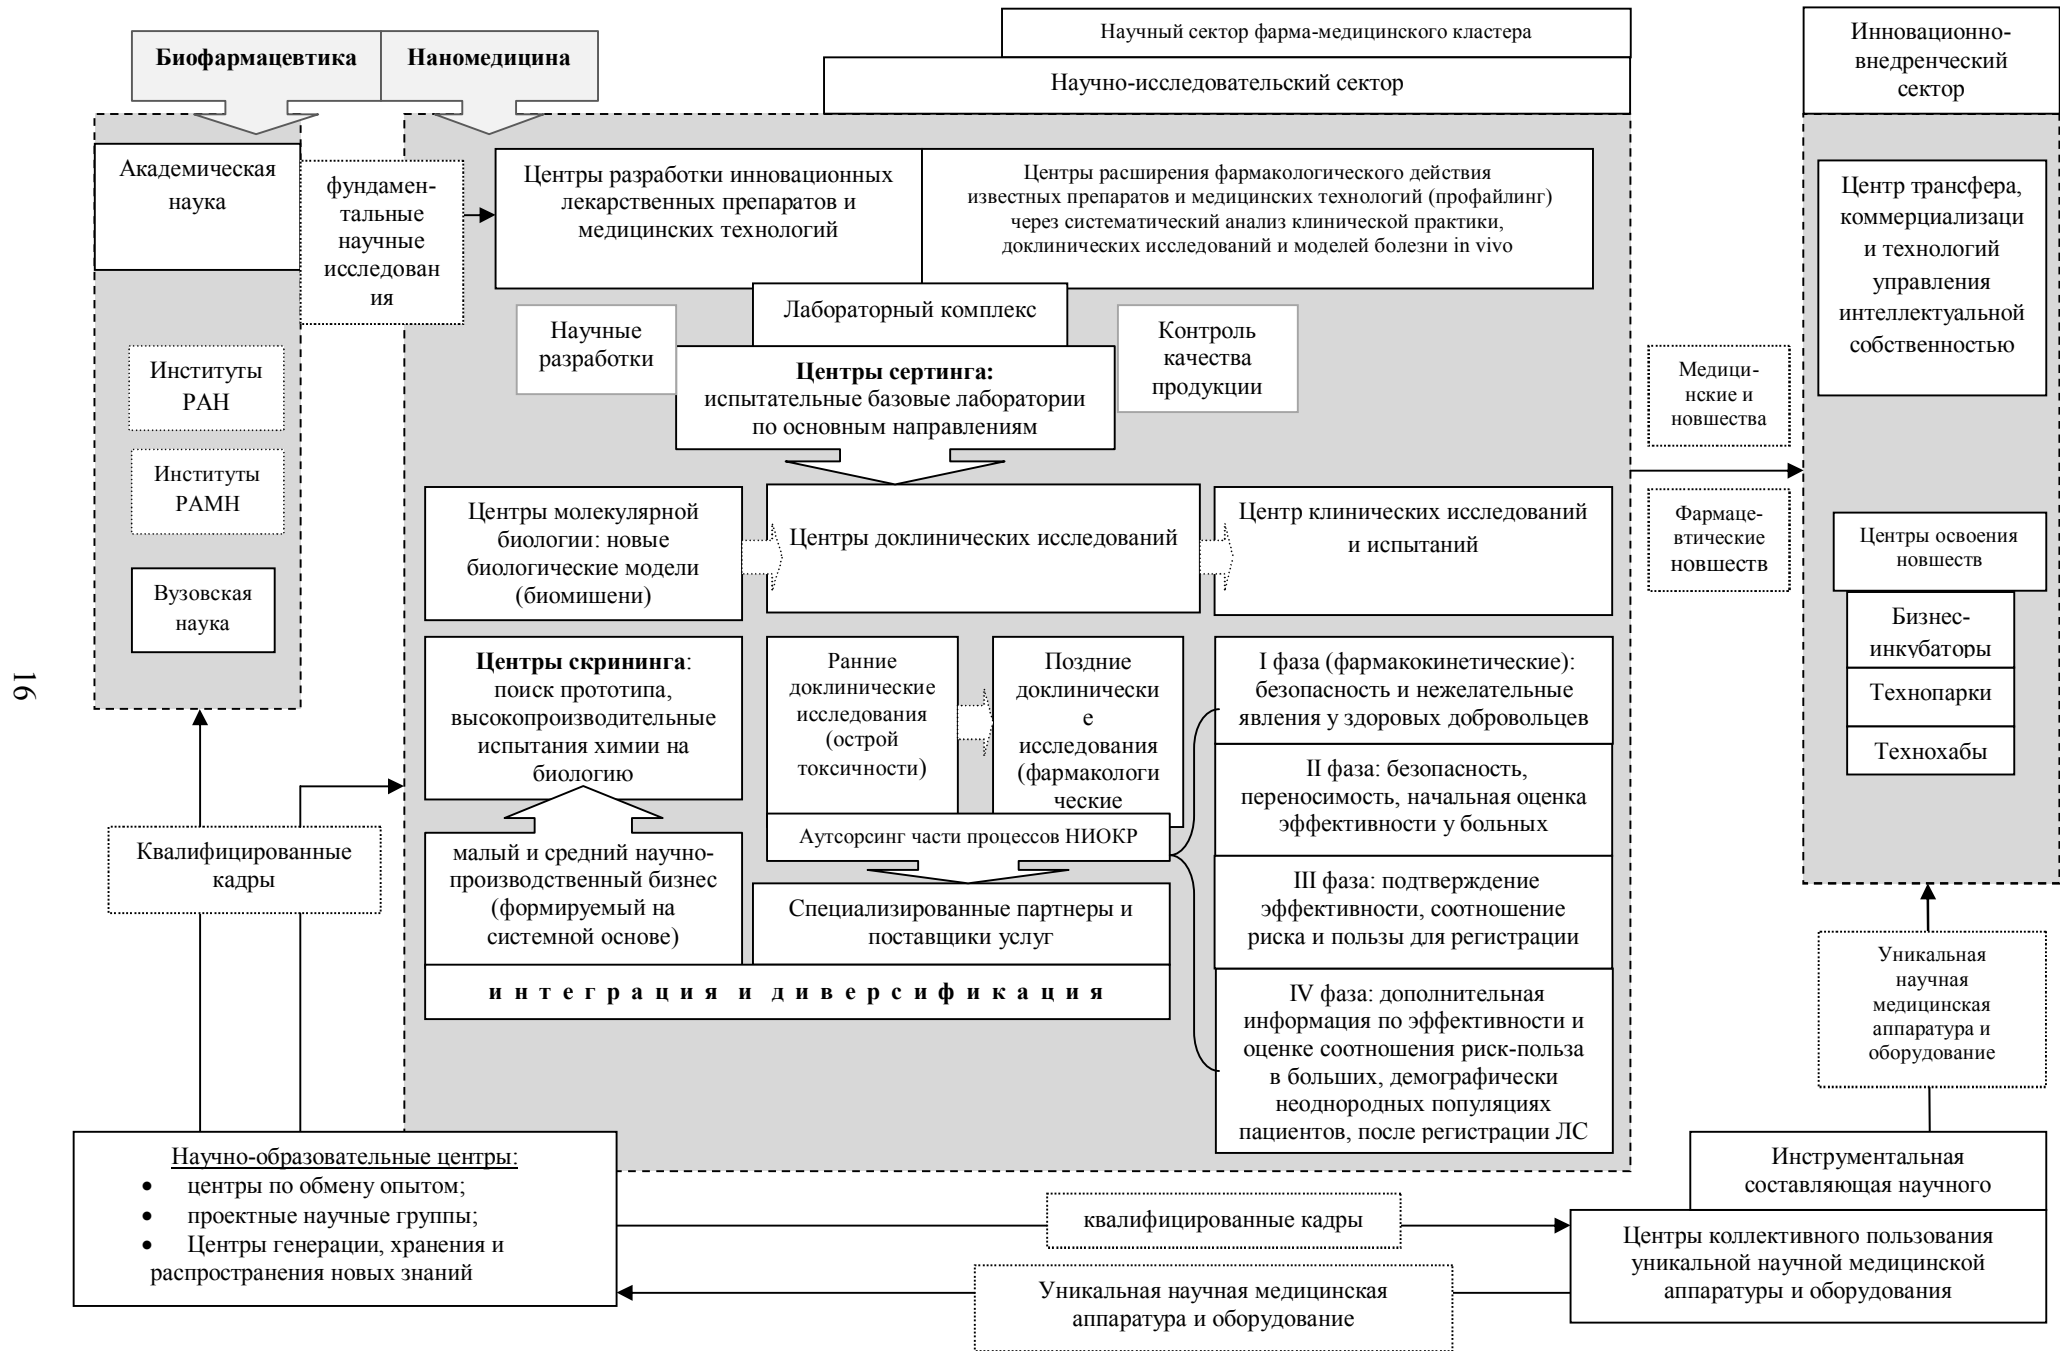 Научный сектор фарма-медицинского кластера
Научно-исследовательский сектор
Инновационно-
внедренческий
сектор
Биофармацевтика
Наномедицина
Академическая
наука
фундамен-
тальные
научные
исследован
ия
Институты
РАН
Институты
РАМН
Вузовская
наука
Центры разработки инновационных
лекарственных препаратов и
медицинских технологий
Центры расширения фармакологического действия
известных препаратов и медицинских технологий (профайлинг)
через систематический анализ клинической практики,
доклинических исследований и моделей болезни in vivo
Лабораторный комплекс
Научные
разработки
Контроль
качества
продукции
Центры сертинга:
испытательные базовые лаборатории
по основным направлениям
Центры молекулярной
биологии: новые
биологические модели
(биомишени)
Центры доклинических исследований
Центр клинических исследований
и испытаний
Центры скрининга:
поиск прототипа,
высокопроизводительные
испытания химии на
биологию
Ранние
доклинические
исследования
(острой
токсичности)
Поздние
доклинически
е
исследования
(фармакологи
ческие
I фаза (фармакокинетические):
безопасность и нежелательные
явления у здоровых добровольцев
II фаза: безопасность,
переносимость, начальная оценка
эффективности у больных
III фаза: подтверждение
эффективности, соотношение
риска и пользы для регистрации
IV фаза: дополнительная
информация по эффективности и
оценке соотношения риск-польза
в больших, демографически
неоднородных популяциях
пациентов, после регистрации ЛС
Аутсорсинг части процессов НИОКР
малый и средний научно-
производственный бизнес
(формируемый на
системной основе)
Специализированные партнеры и
поставщики услуг
интеграция и диверсификация
Медици-
нские и
новшества
Фармаце-
втические
новшеств
Центр трансфера,
коммерциализаци
и технологий
управления
интеллектуальной
собственностью
Центры освоения
новшеств
Бизнес-
инкубаторы
Технопарки
Технохабы
Уникальная
научная
медицинская
аппаратура и
оборудование
Квалифицированные
кадры
Научно-образовательные центры:
• центры по обмену опытом;
• проектные научные группы;
• Центры генерации, хранения и
распространения новых знаний
квалифицированные кадры
Уникальная научная медицинская
аппаратура и оборудование
Инструментальная
составляющая научного
Центры коллективного пользования
уникальной научной медицинской
аппаратуры и оборудования
16